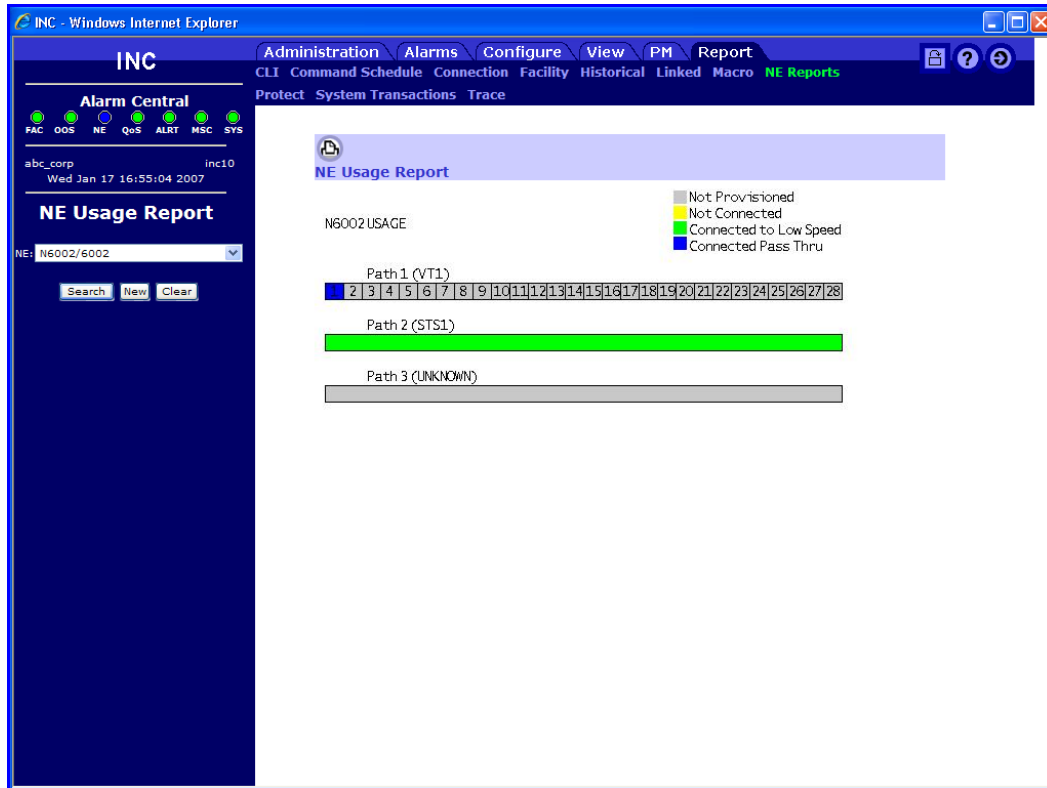 INC - Windows Internet Explorer
INC
Administration Alarms Configure View PM Report
CLI Command Schedule Connection Facility Historical Linked Macro NE Reports
Protect System Transactions Trace
Alarm Central
FAC OOS NE QoS ALRT MSC SYS
abc_corp inc10
Wed Jan 17 16:55:04 2007
NE Usage Report
NE: N6002/6002
Search New Clear
NE Usage Report
N6002 USAGE
Not Provisioned
Not Connected
Connected to Low Speed
Connected Pass Thru
Path 1 (VT1)
1 2 3 4 5 6 7 8 9 10 11 12 13 14 15 16 17 18 19 20 21 22 23 24 25 26 27 28
Path 2 (STS1)
Path 3 (UNKNOWN)